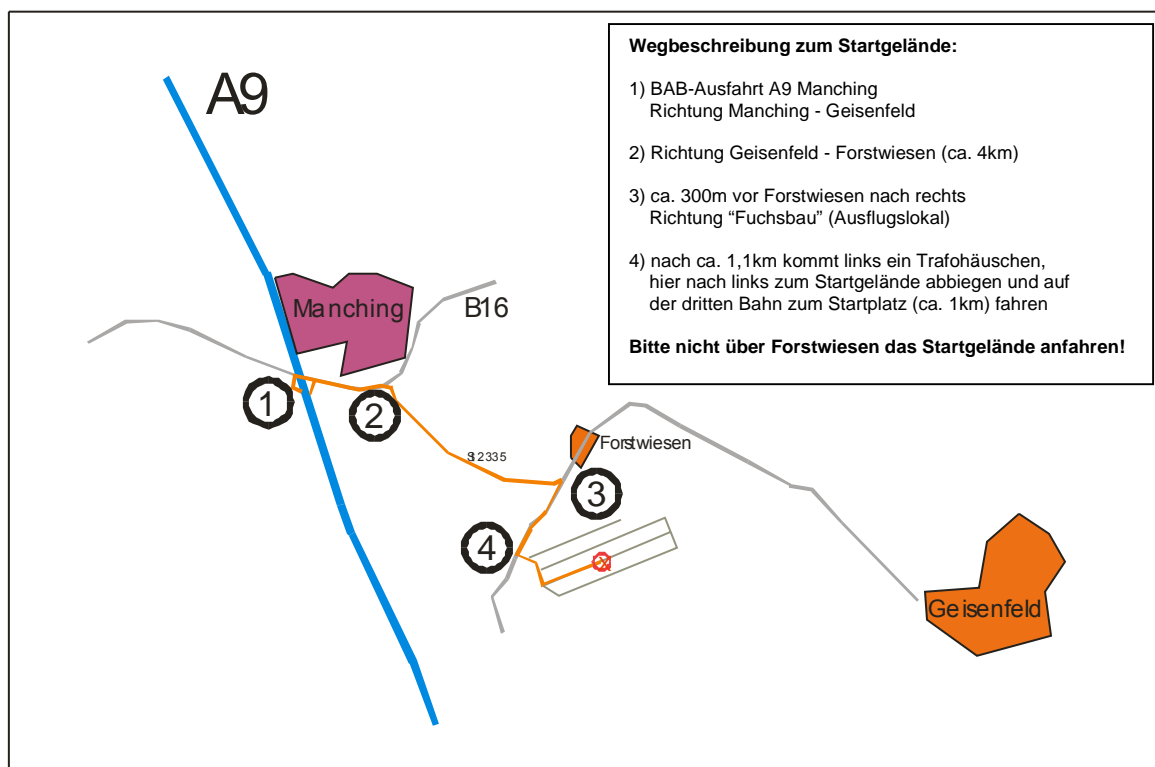 A9
Wegbeschreibung zum Startgelände:
1) BAB-Ausfahrt A9 Manching
Richtung Manching - Geisenfeld
2) Richtung Geisenfeld - Forstwiesen (ca. 4km)
3) ca. 300m vor Forstwiesen nach rechts
Richtung “Fuchsbau” (Ausflugslokal)
4) nach ca. 1,1km kommt links ein Trafohäuschen,
hier nach links zum Startgelände abbiegen und auf
der dritten Bahn zum Startplatz (ca. 1km) fahren
Bitte nicht über Forstwiesen das Startgelände anfahren!
Manching
B16
1
2
Forstwiesen
2335
3
4
Geisenfeld